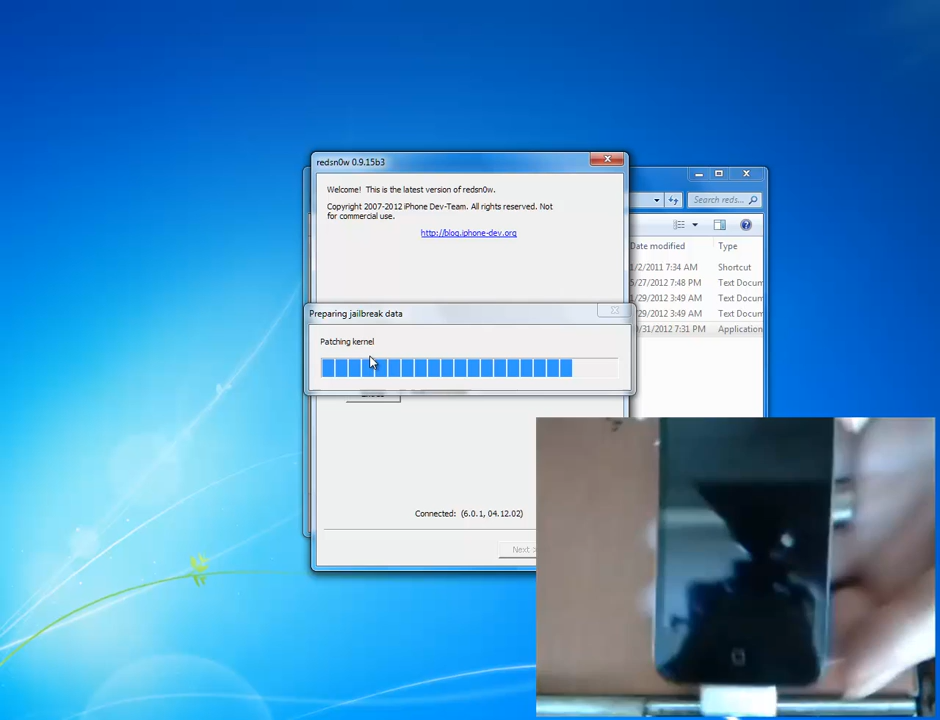 redsn0w 0.9.15b3
Welcome! This is the latest version of redsn0w.
Copyright 2007-2012 iPhone Dev-Team. All rights reserved. Not
for commercial use.
http://blog.iphone-dev.org
Search reds...
Date modified Type
1/2/2011 7:34 AM Shortcut
5/27/2012 7:48 PM Text Docum
/29/2012 3:49 AM Text Docum
/29/2012 3:49 AM Text Docum
/31/2012 7:31 PM Application
Preparing jailbreak data
Patching kernel
Connected: (6.0.1, 04.12.02)
Next >